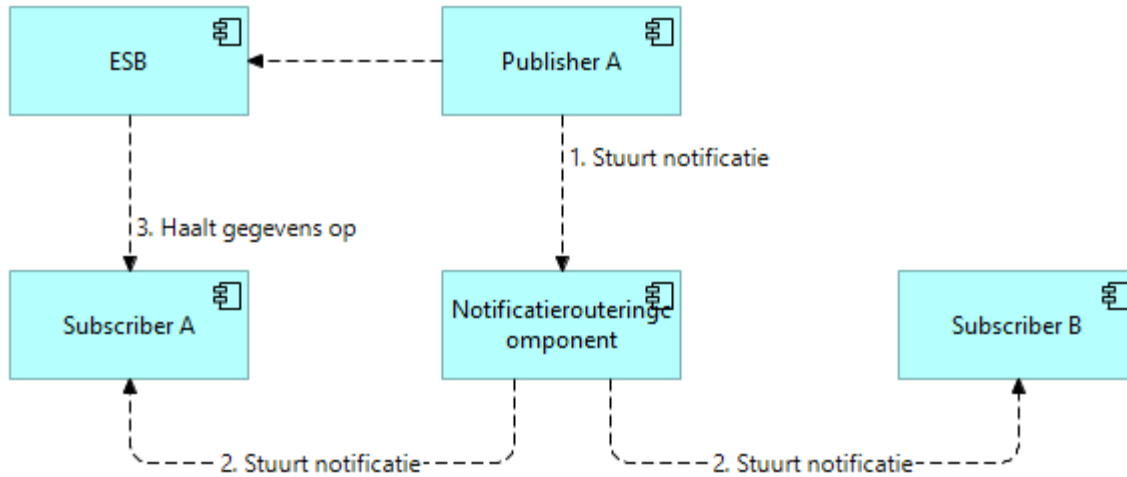 ESB
Publisher A
1. Stuurt notificatie
3. Haalt gegevens op
Subscriber A
Notificatierouteringc
omponent
Subscriber B
2. Stuurt notificatie
2. Stuurt notificatie